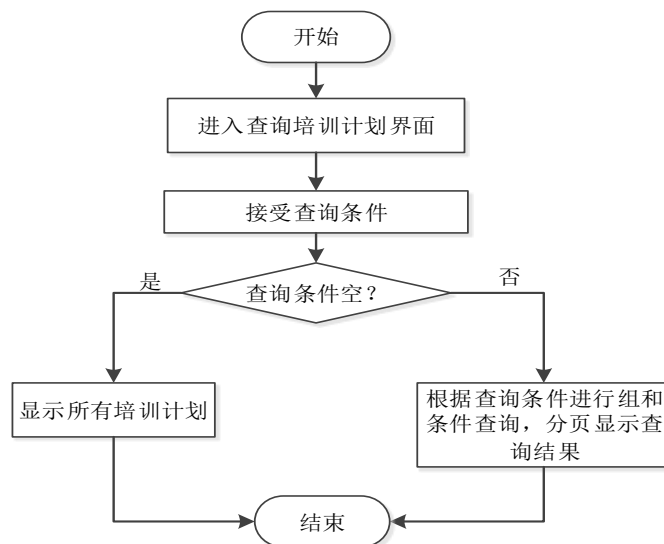 开始
进入查询培训计划界面
接受查询条件
查询条件空？
是
否
显示所有培训计划
根据查询条件进行组和
条件查询，分页显示查
询结果
结束